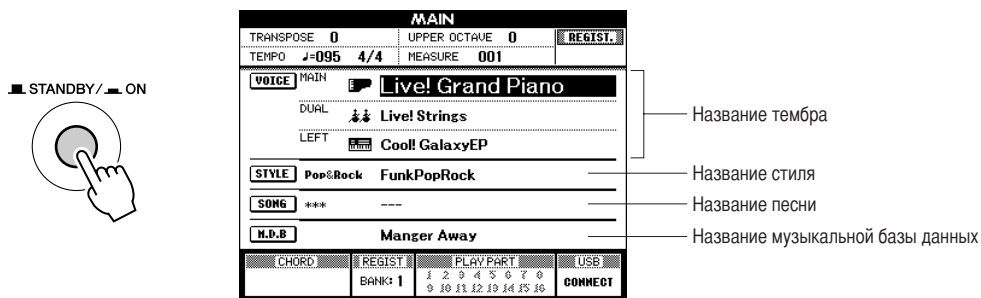 MAIN
TRANSPOSE 0 UPPER OCTAVE 0 REGIST.
TEMPO ♩=095 4/4 MEASURE 001
STANDBY/ ON
VOICE MAIN Live! Grand Piano
DUAL Live! Strings
LEFT Cool! GalaxyEP
Название тембра
STYLE Pop&Rock FunkPopRock
Название стиля
SONG *** ---
Название песни
M.D.B Manger Away
Название музыкальной базы данных
CHORD REGIST PLAY PART USB
BANK: 1 1 2 3 4 5 6 7 8 CONNECT
9 10 11 12 13 14 15 16